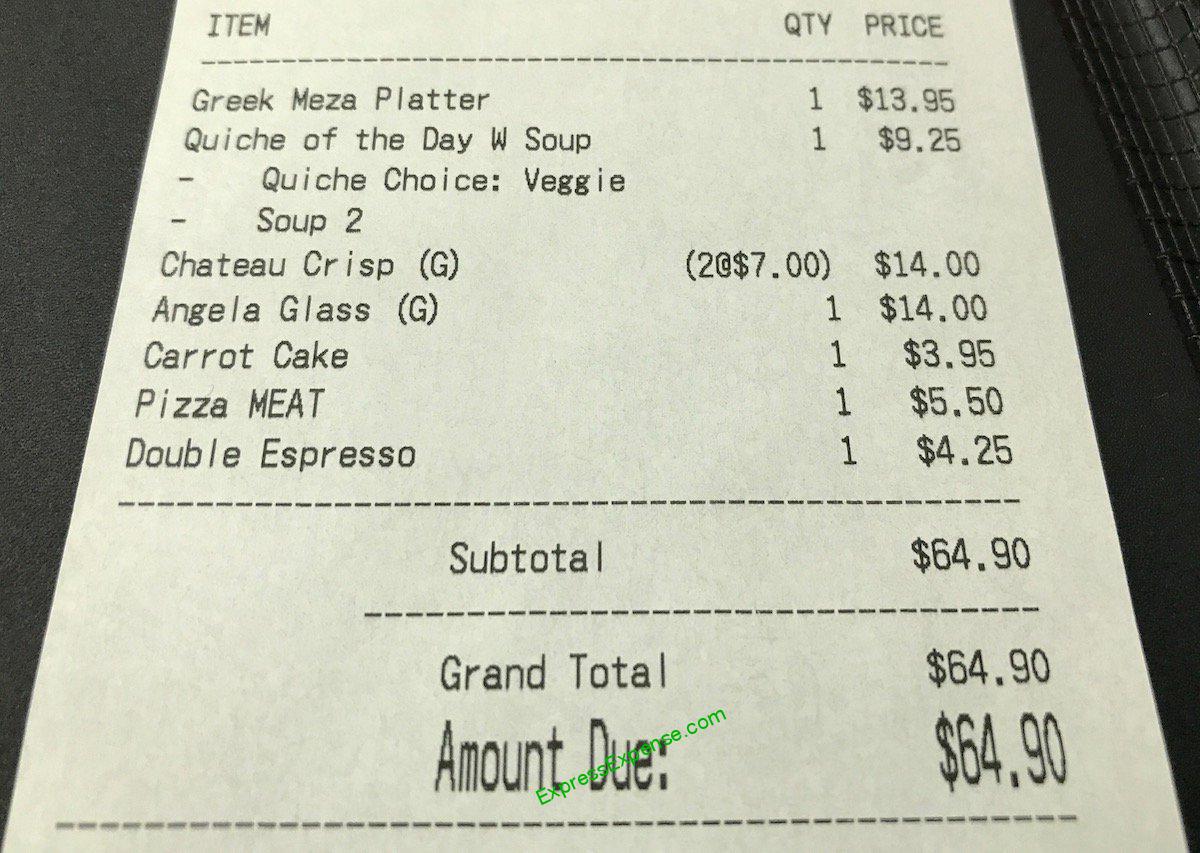 ITEM QTY PRICE
Greek Meza Platter 1 $13.95
Quiche of the Day W Soup 1 $9.25
- Quiche Choice: Veggie
- Soup 2
Chateau Crisp (G) (2@$7.00) $14.00
Angela Glass (G) 1 $14.00
Carrot Cake 1 $3.95
Pizza MEAT 1 $5.50
Double Espresso 1 $4.25
Subtotal $64.90
Grand Total $64.90
Amount Due: $64.90
ExpressExpense.com